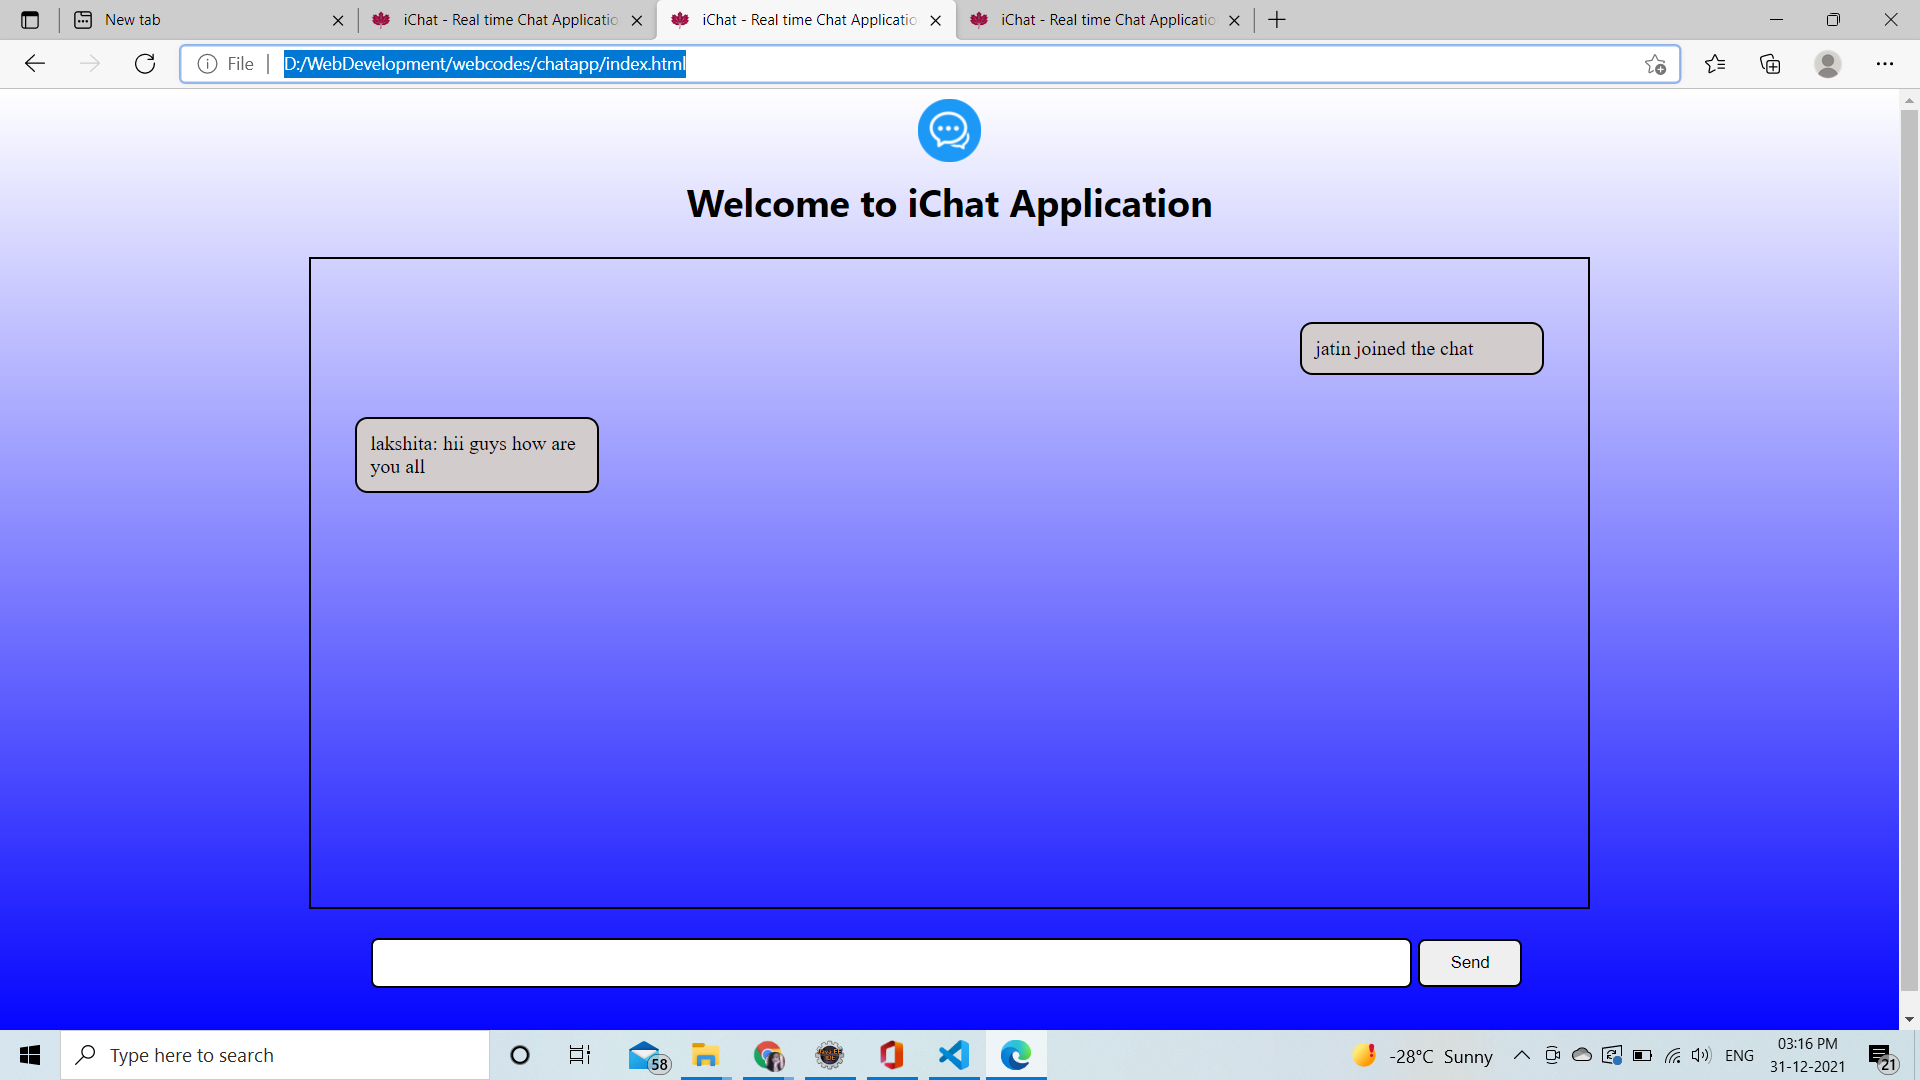 New tab
iChat - Real time Chat Applicatio
iChat - Real time Chat Applicatio
iChat - Real time Chat Applicatio
File
D:/WebDevelopment/webcodes/chatapp/index.html
Welcome to iChat Application
jatin joined the chat
lakshita: hii guys how are
you all
Send
Type here to search
58
-28°C Sunny
ENG
03:16 PM
31-12-2021
21